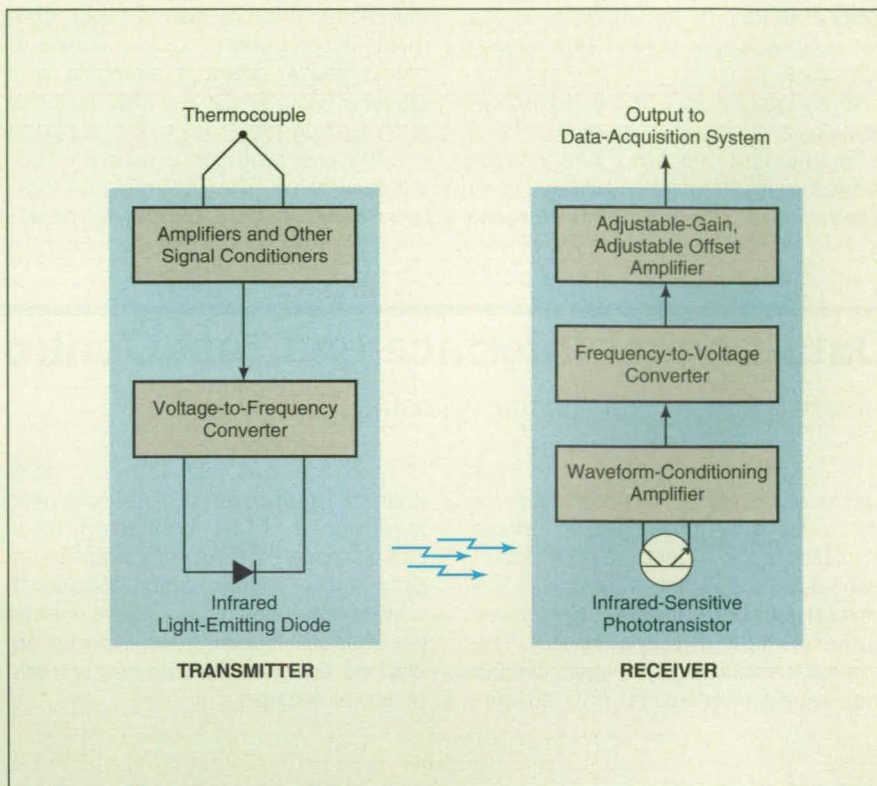 Thermocouple
Amplifiers and Other
Signal Conditioners
Voltage-to-Frequency
Converter
Infrared
Light-Emitting Diode
TRANSMITTER
Output to
Data-Acquisition System
Adjustable-Gain,
Adjustable Offset
Amplifier
Frequency-to-Voltage
Converter
Waveform-Conditioning
Amplifier
Infrared-Sensitive
Phototransistor
RECEIVER